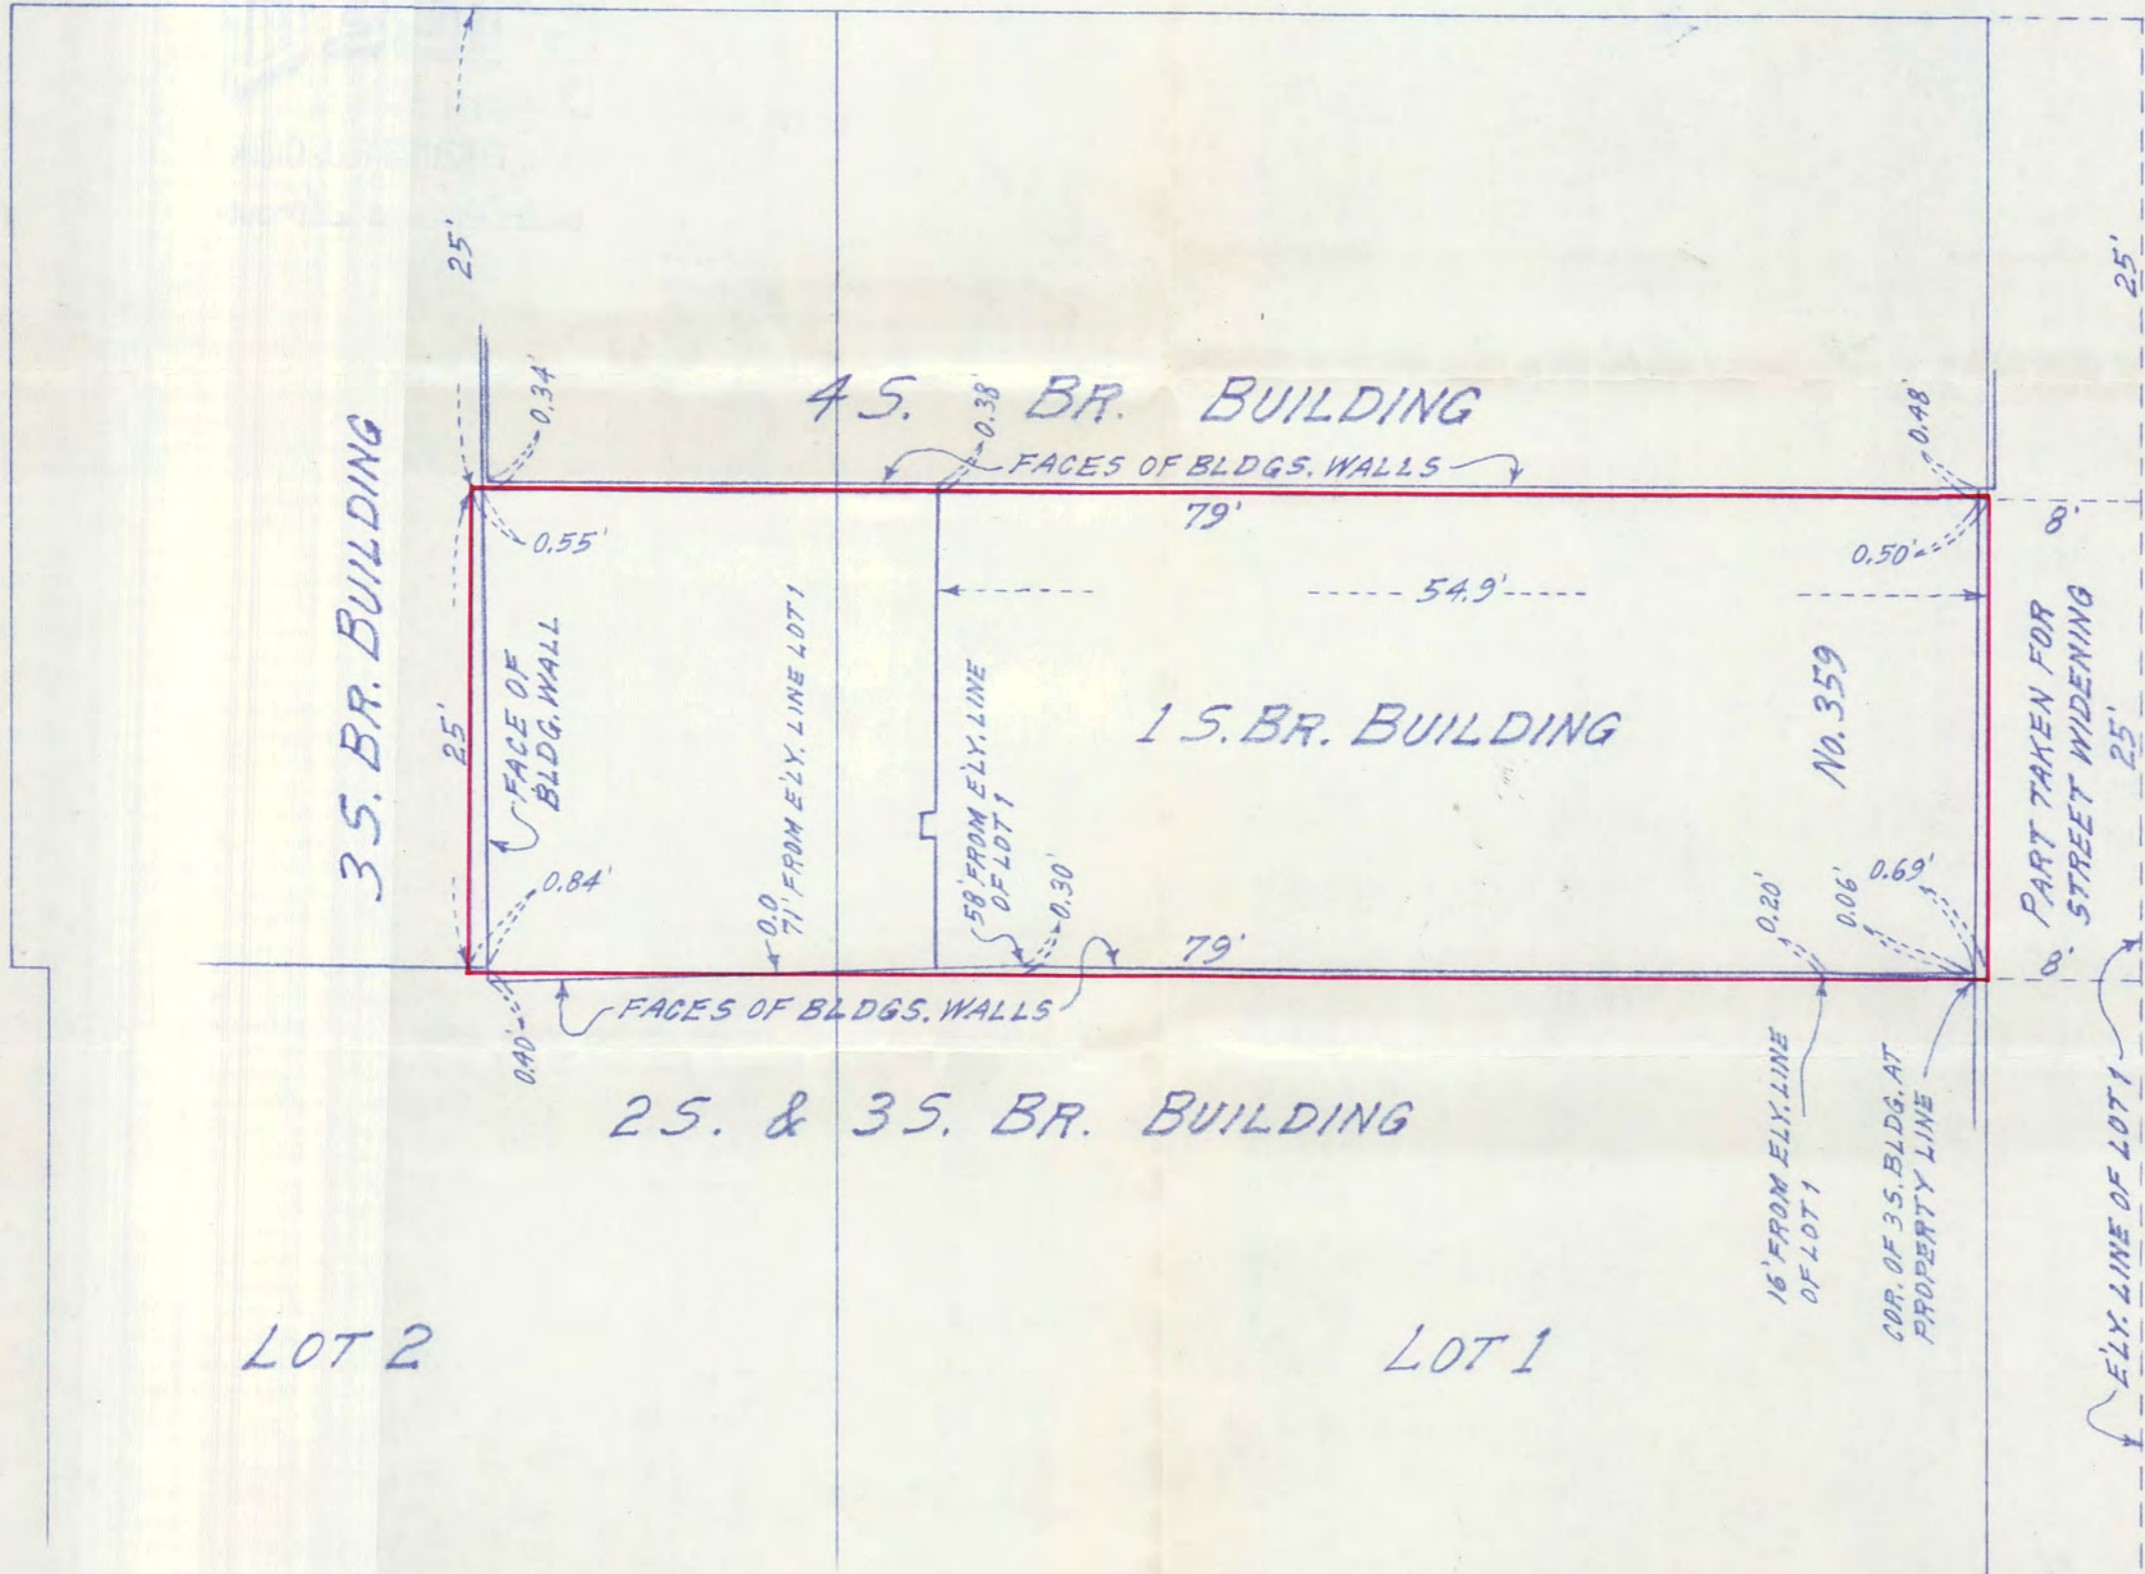 25'
25'
0.34'
4 S. BR. BUILDING
0.38'
0.48'
FACES OF BLDGS. WALLS
3 S. BR. BUILDING
79'
8'
0.55'
0.50'
54.9'
25'
FACE OF
BLDG. WALL
0.0
71' FROM E'LY. LINE LOT 1
58' FROM E'LY. LINE
OF LOT 1
1 S. BR. BUILDING
No. 359
PART TAKEN FOR
STREET WIDENING
25'
0.84'
0.30'
0.20'
0.06'
0.69'
79'
8'
FACES OF BLDGS. WALLS
0.40'
2 S. & 3 S. BR. BUILDING
16' FROM ELY. LINE
OF LOT 1
COR. OF 3 S. BLDG. AT
PROPERTY LINE
E'LY. LINE OF LOT 1
LOT 2
LOT 1